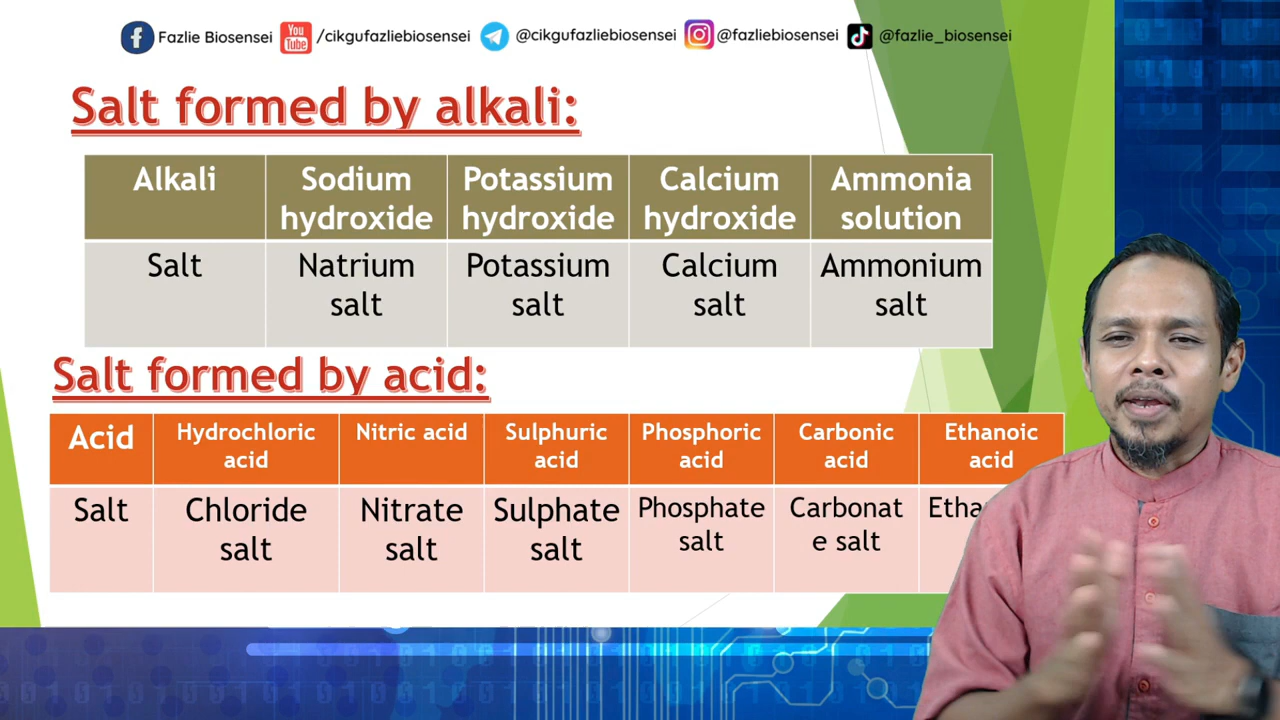 Fazlie Biosensei You Tube /cikgufazliebiosensei @cikgufazliebiosensei @fazliebiosensei @fazlie_biosensei
Salt formed by alkali:
Alkali Sodium hydroxide Potassium hydroxide Calcium hydroxide Ammonia solution
Salt Natrium salt Potassium salt Calcium salt Ammonium salt
Salt formed by acid:
Acid Hydrochloric acid Nitric acid Sulphuric acid Phosphoric acid Carbonic acid Ethanoic acid
Salt Chloride salt Nitrate salt Sulphate salt Phosphate salt Carbonat e salt